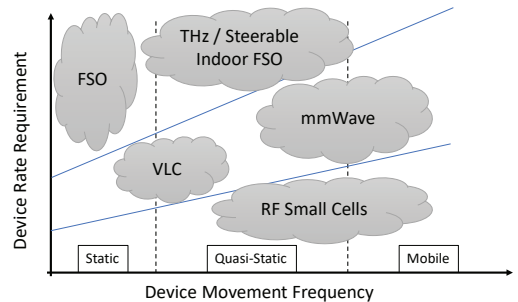 Device Rate Requirement
THz / Steerable
Indoor FSO
FSO
mmWave
VLC
RF Small Cells
Static
Quasi-Static
Mobile
Device Movement Frequency